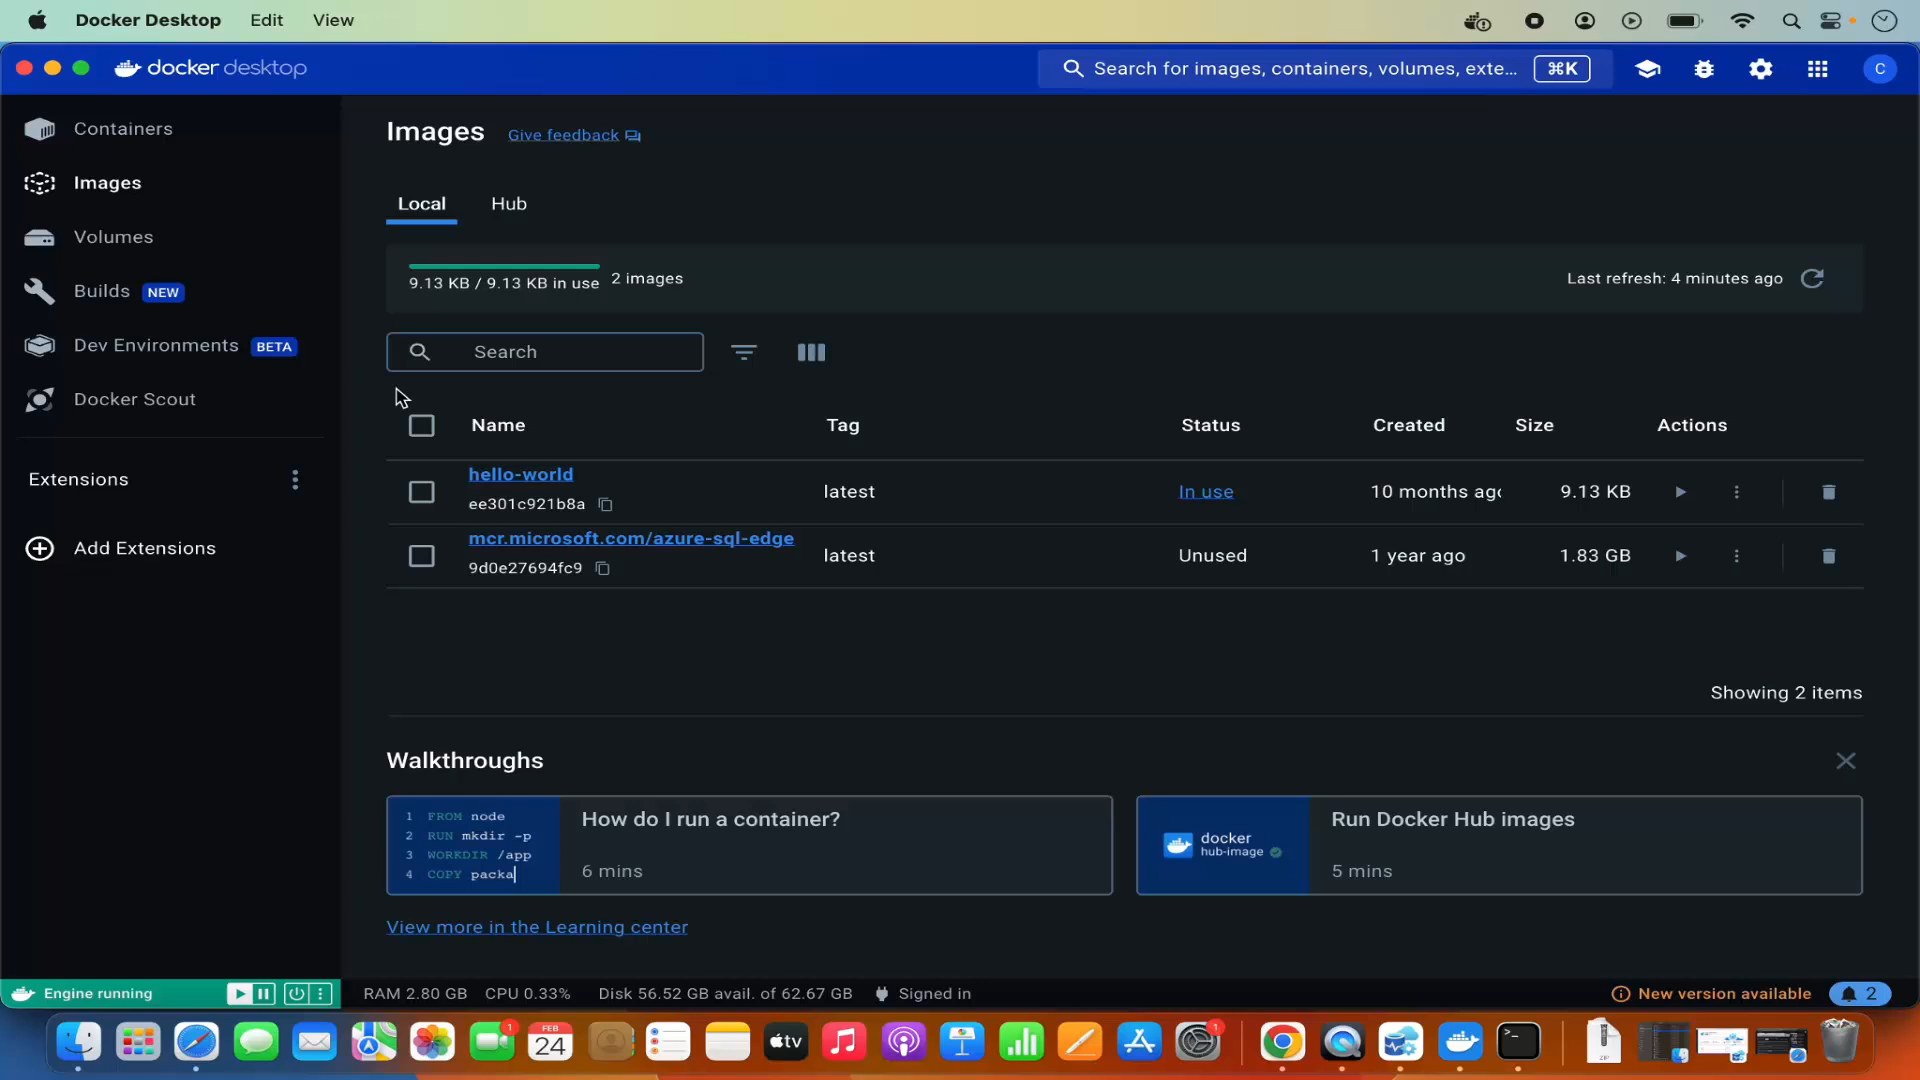 Docker Desktop Edit View
docker desktop
Search for images, containers, volumes, exte... ⌘K
C
Containers
Images
Volumes
Builds NEW
Dev Environments BETA
Docker Scout
Extensions
Add Extensions
Images Give feedback
Local Hub
9.13 KB / 9.13 KB in use 2 images
Last refresh: 4 minutes ago
Search
Name Tag Status Created Size Actions
hello-world
ee301c921b8a
latest In use 10 months ago 9.13 KB
mcr.microsoft.com/azure-sql-edge
9d0e27694fc9
latest Unused 1 year ago 1.83 GB
Showing 2 items
Walkthroughs
1 FROM node
2 RUN mkdir -p
3 WORKDIR /app
4 COPY packa
How do I run a container?
6 mins
docker
hub-image
Run Docker Hub images
5 mins
View more in the Learning center
Engine running
RAM 2.80 GB CPU 0.33% Disk 56.52 GB avail. of 62.67 GB Signed in
New version available 2
1
FEB
24
tv
1
ZIP